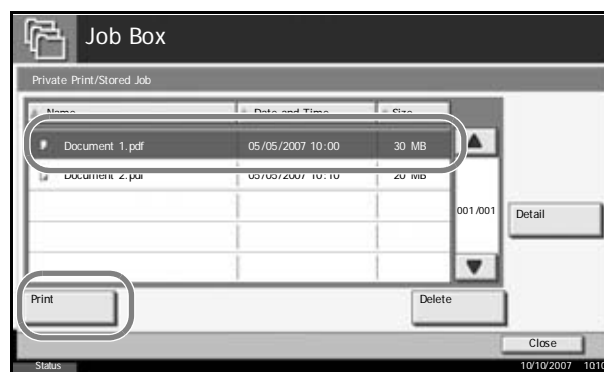 Job Box
Private Print/Stored Job
Name Date and Time Size
Document 1.pdf 05/05/2007 10:00 30 MB
Document 2.pdf 05/05/2007 10:10 20 MB
001/001
Detail
Print Delete
Close
Status 10/10/2007 10:10